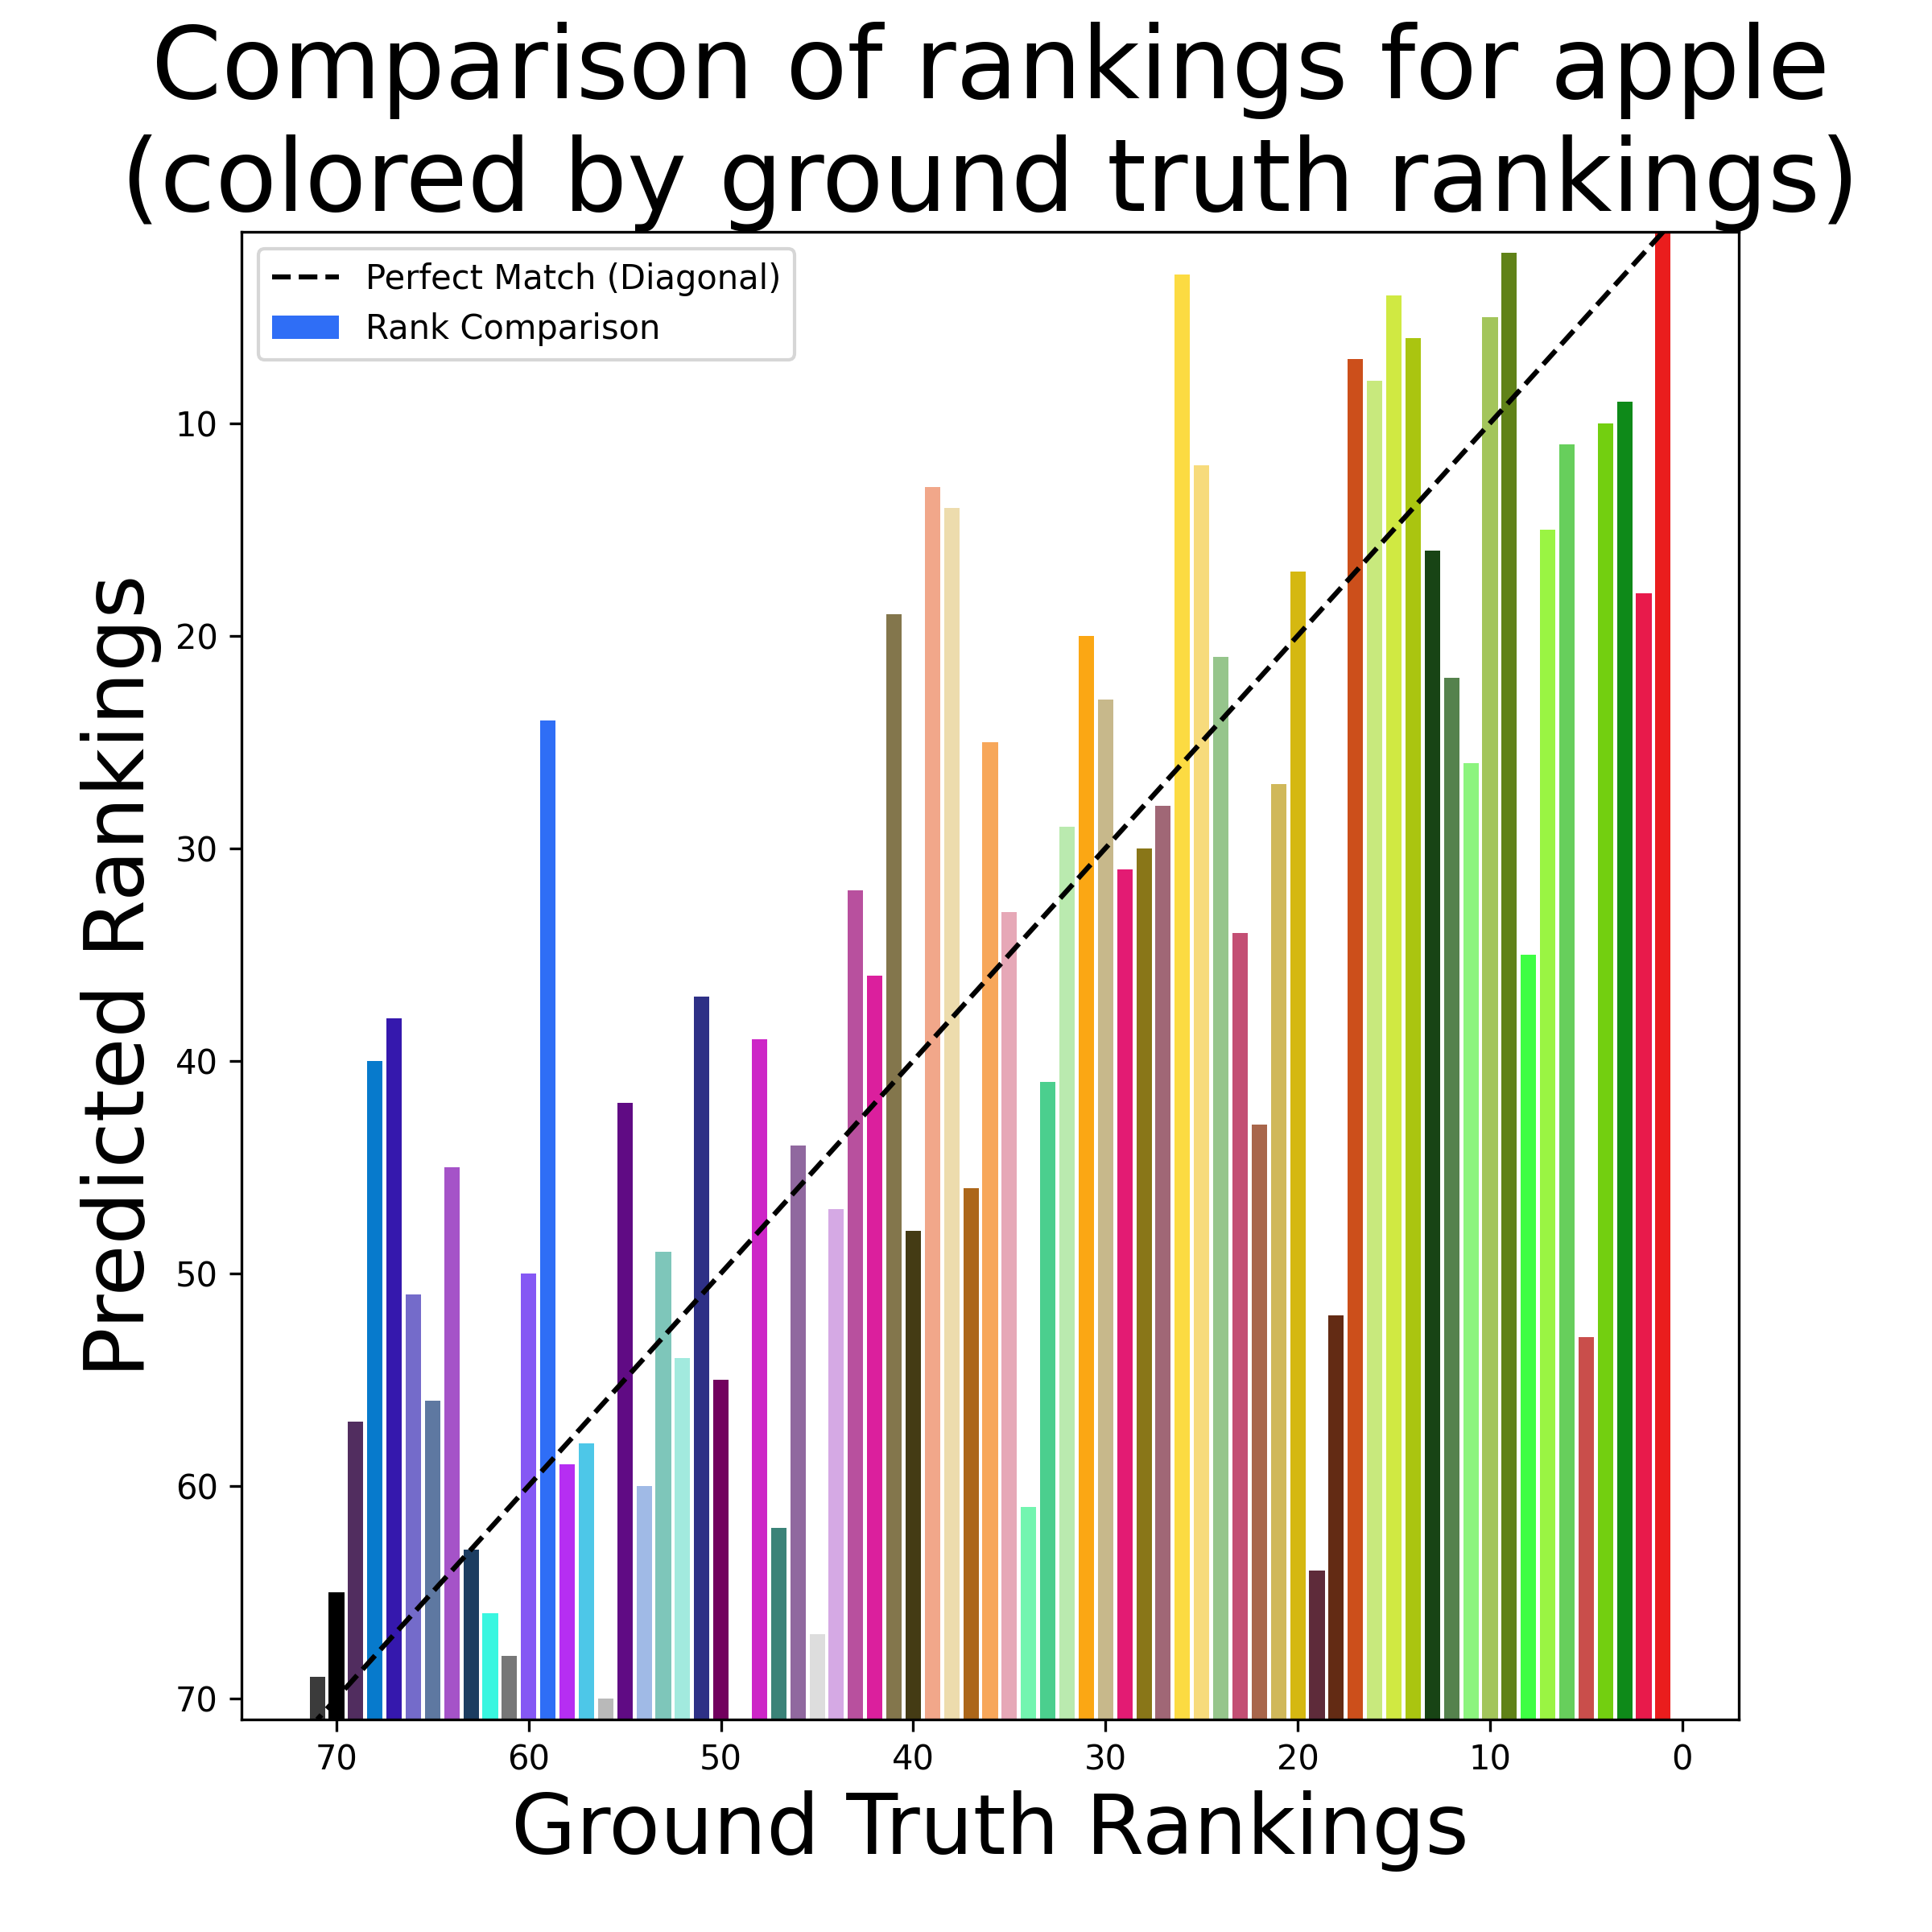 Comparison of rankings for apple
(colored by ground truth rankings)
Perfect Match (Diagonal)
Rank Comparison
Predicted Rankings
10
20
30
40
50
60
70
70 60 50 40 30 20 10 0
Ground Truth Rankings